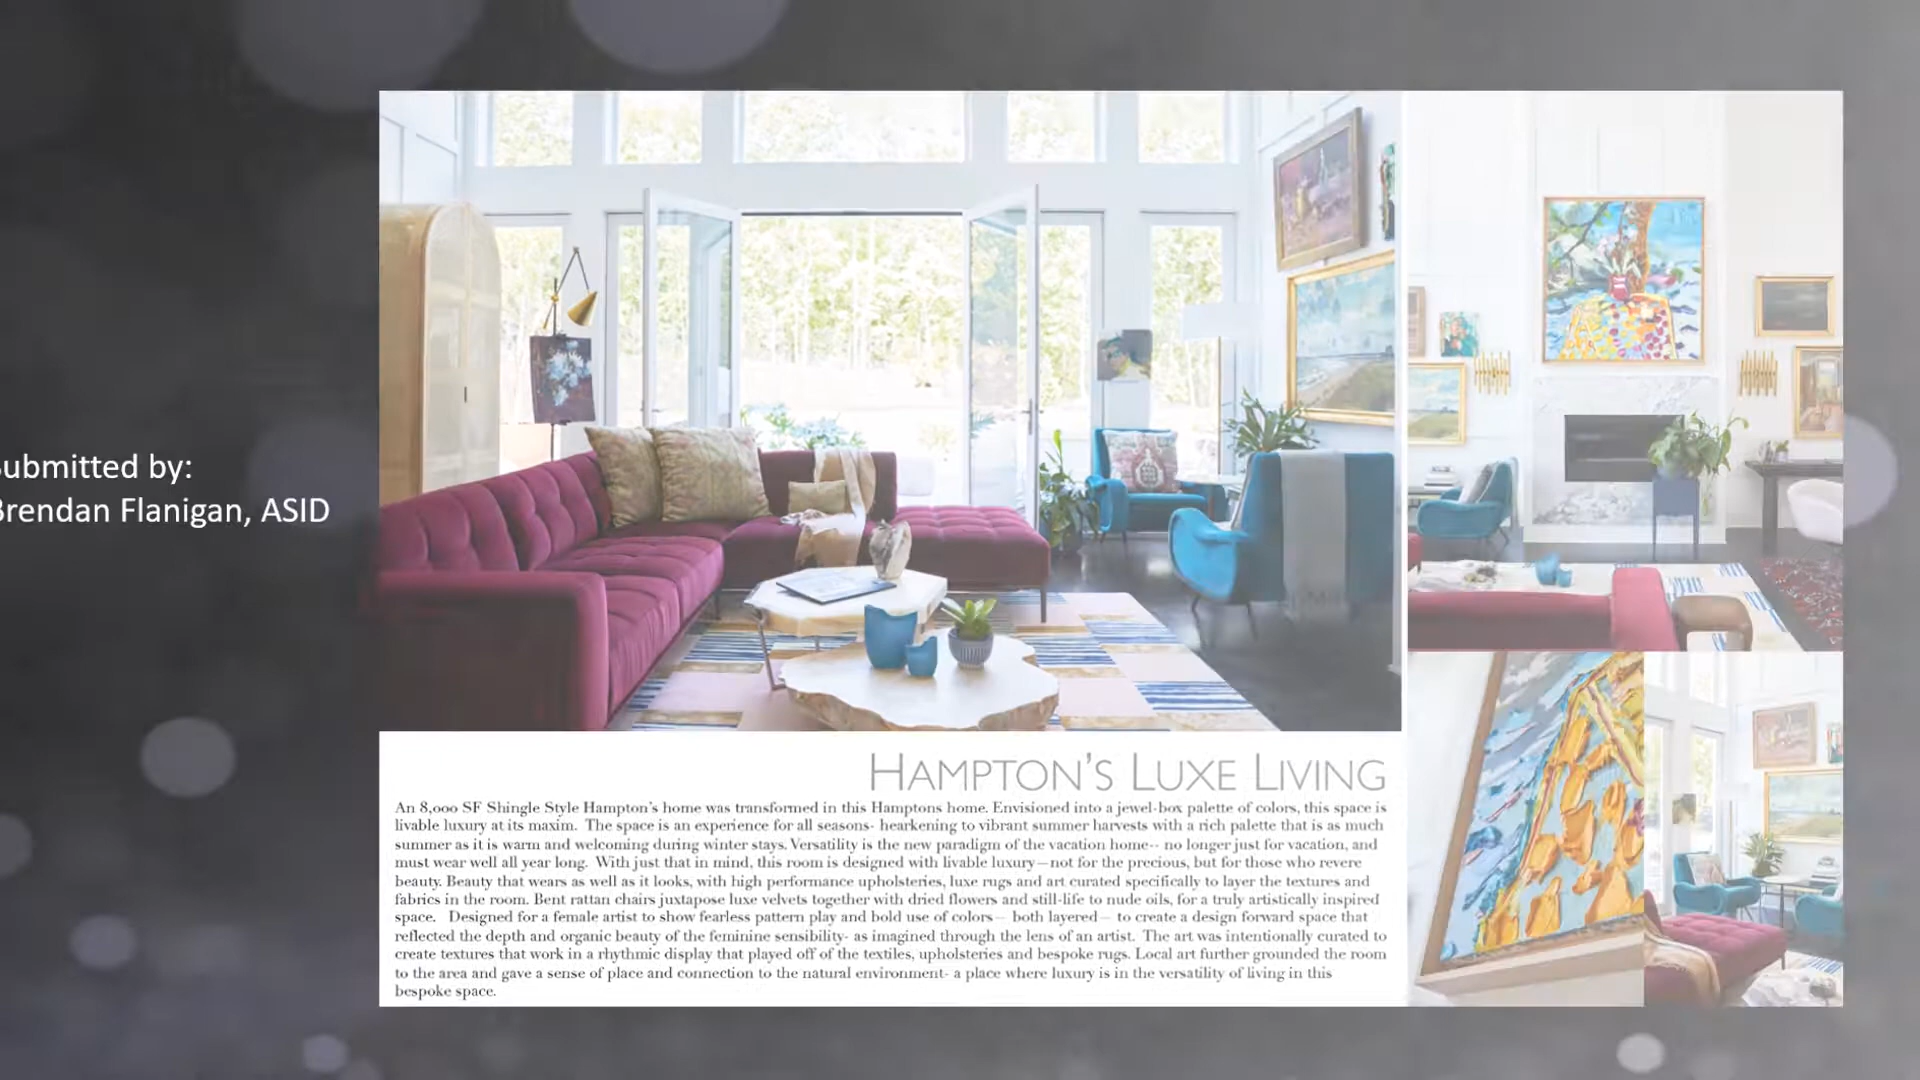 ubmitted by:
Brendan Flanigan, ASID
HAMPTON'S LUXE LIVING
An 8,000 SF Shingle Style Hampton's home was transformed in this Hamptons home. Envisioned into a jewel-box palette of colors, this space is
livable luxury at its maxim. The space is an experience for all seasons- hearkening to vibrant summer harvests with a rich palette that is as much
summer as it is warm and welcoming during winter stays. Versatility is the new paradigm of the vacation home-- no longer just for vacation, and
must wear well all year long. With just that in mind, this room is designed with livable luxury—not for the precious, but for those who revere
beauty. Beauty that wears as well as it looks, with high performance upholsteries, luxe rugs and art curated specifically to layer the textures and
fabrics in the room. Bent rattan chairs juxtapose luxe velvets together with dried flowers and still-life to nude oils, for a truly artistically inspired
space. Designed for a female artist to show fearless pattern play and bold use of colors— both layered— to create a design forward space that
reflected the depth and organic beauty of the feminine sensibility- as imagined through the lens of an artist. The art was intentionally curated to
create textures that work in a rhythmic display that played off of the textiles, upholsteries and bespoke rugs. Local art further grounded the room
to the area and gave a sense of place and connection to the natural environment- a place where luxury is in the versatility of living in this
bespoke space.